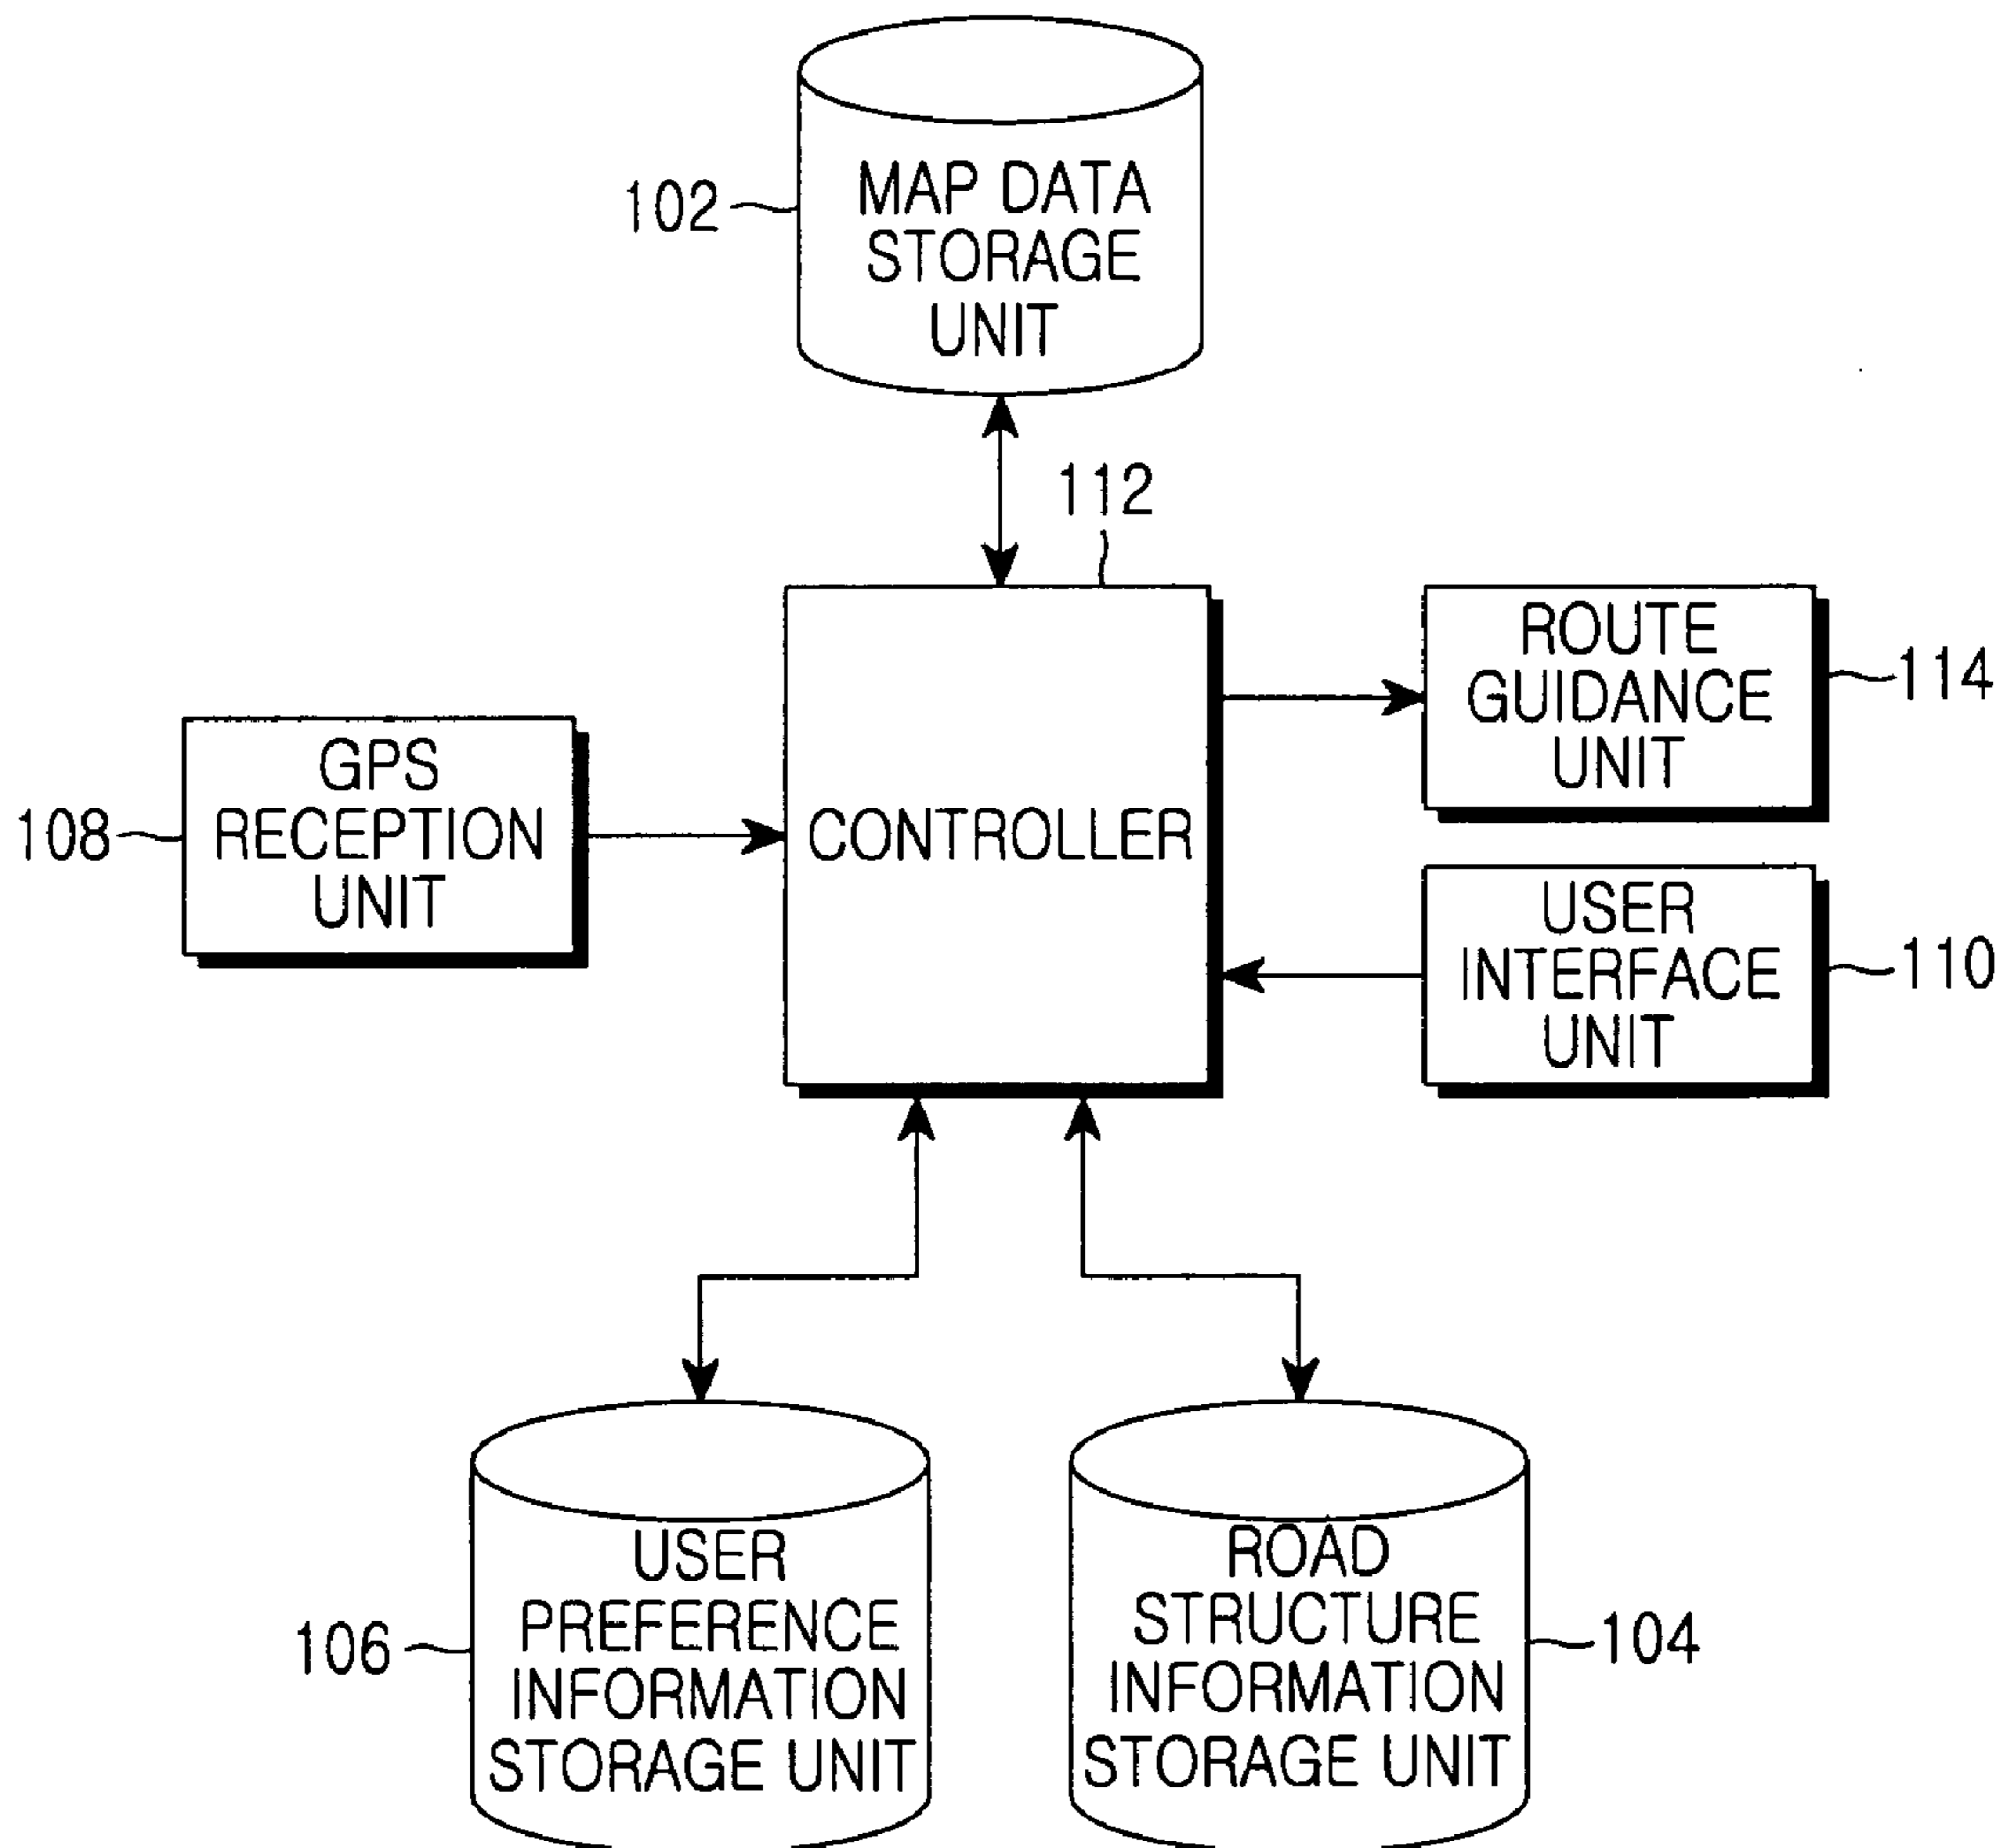 102
MAP DATA
STORAGE
UNIT
112
ROUTE
GUIDANCE
UNIT
114
GPS
RECEPTION
UNIT
108
CONTROLLER
USER
INTERFACE
UNIT
110
USER
PREFERENCE
INFORMATION
STORAGE UNIT
106
ROAD
STRUCTURE
INFORMATION
STORAGE UNIT
104